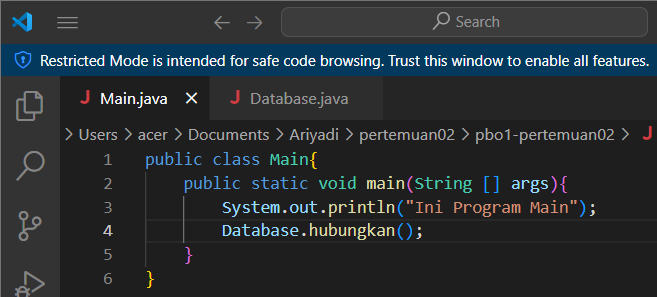 Search
Restricted Mode is intended for safe code browsing. Trust this window to enable all features.
J Main.java J Database.java
> Users > acer > Documents > Ariyadi > pertemuan02 > pbo1-pertemuan02 > J
1 public class Main{
2     public static void main(String [] args){
3         System.out.println("Ini Program Main");
4         Database.hubungkan();
5     }
6 }